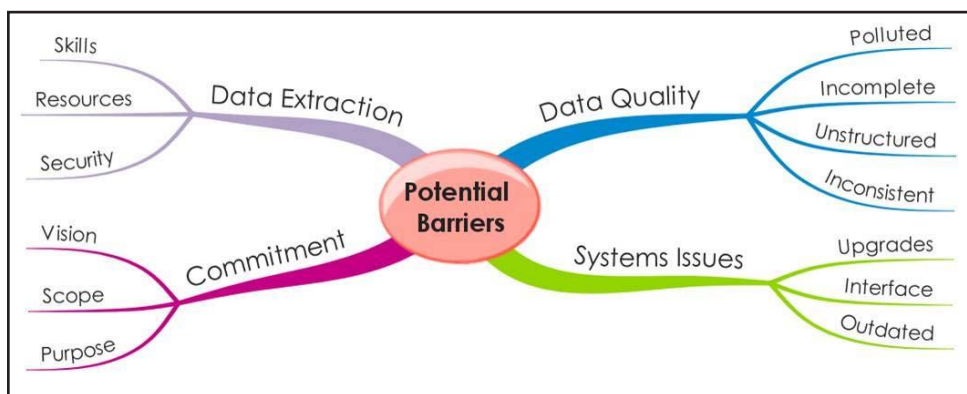 Potential
Barriers
Data Extraction
Skills
Resources
Security
Data Quality
Polluted
Incomplete
Unstructured
Inconsistent
Commitment
Vision
Scope
Purpose
Systems Issues
Upgrades
Interface
Outdated